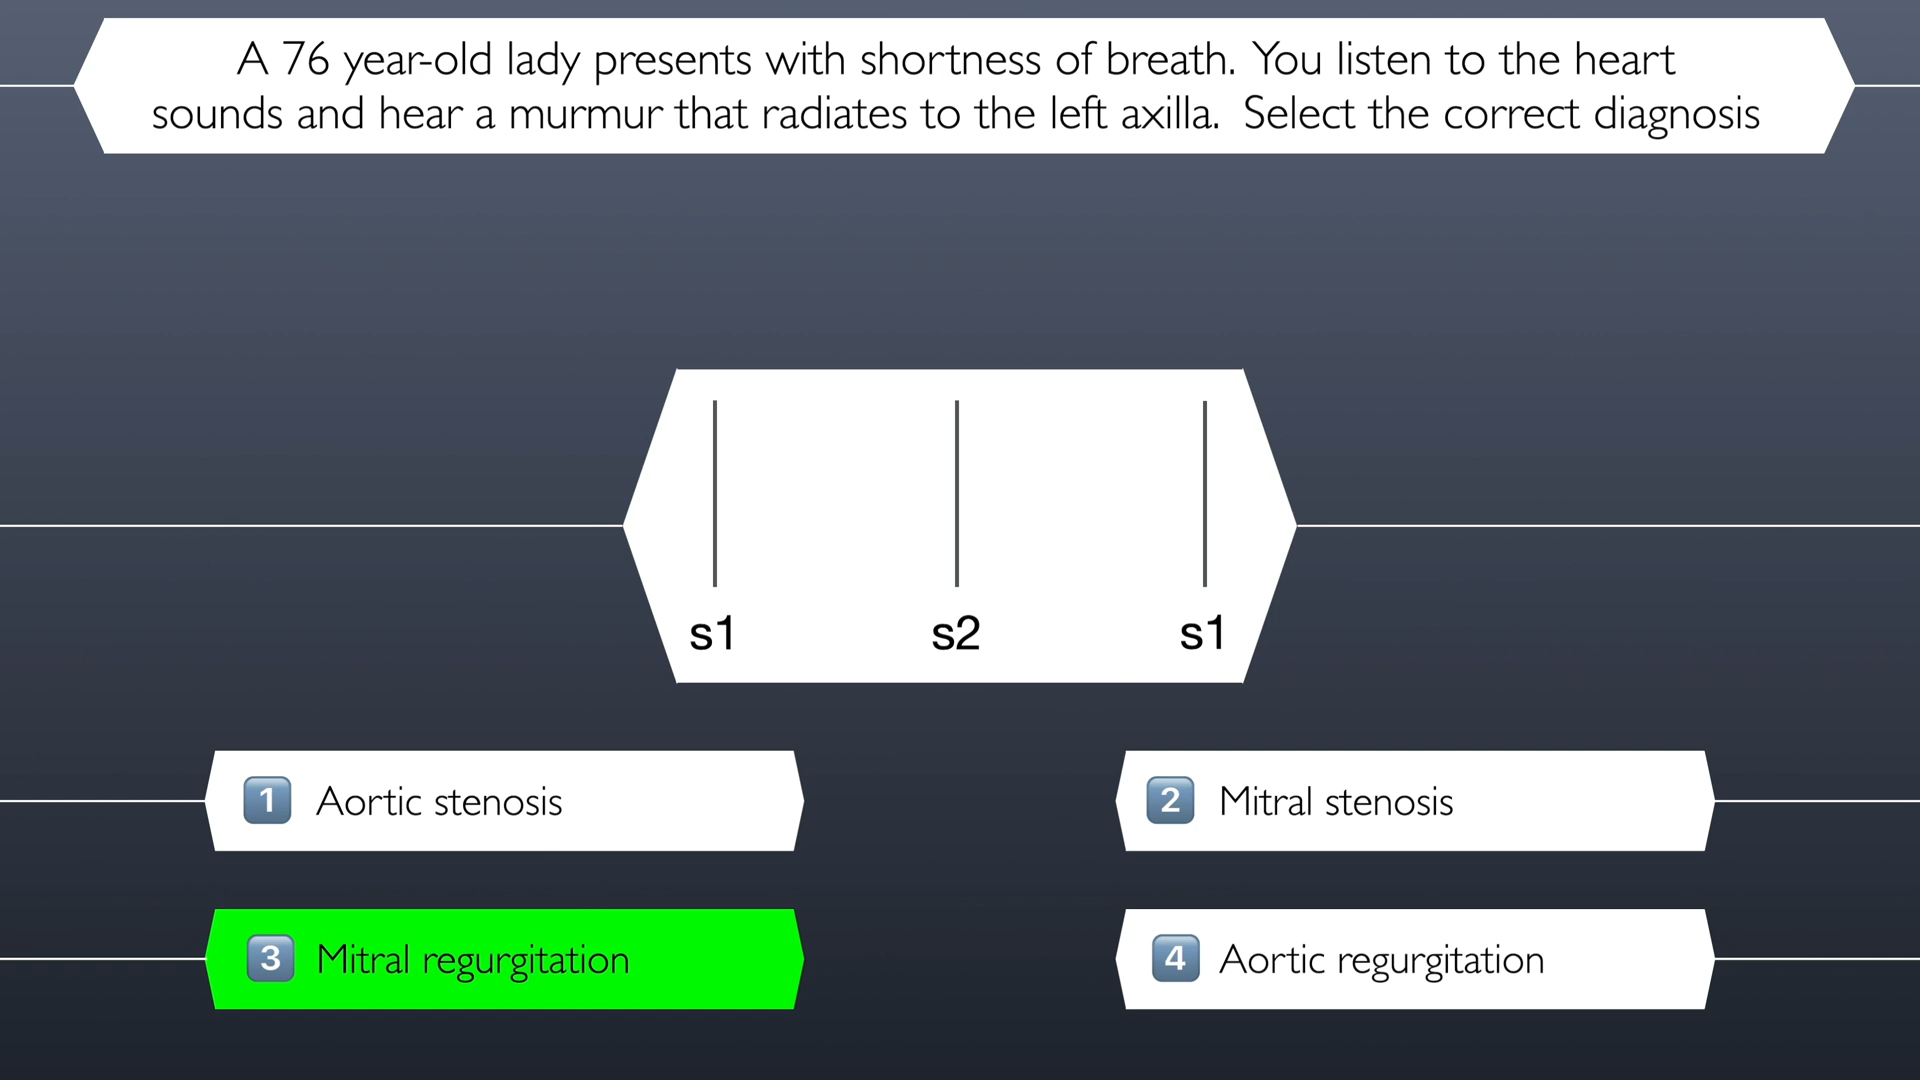 A 76 year-old lady presents with shortness of breath. You listen to the heart
sounds and hear a murmur that radiates to the left axilla. Select the correct diagnosis
s1 s2 s1
1 Aortic stenosis
2 Mitral stenosis
3 Mitral regurgitation
4 Aortic regurgitation